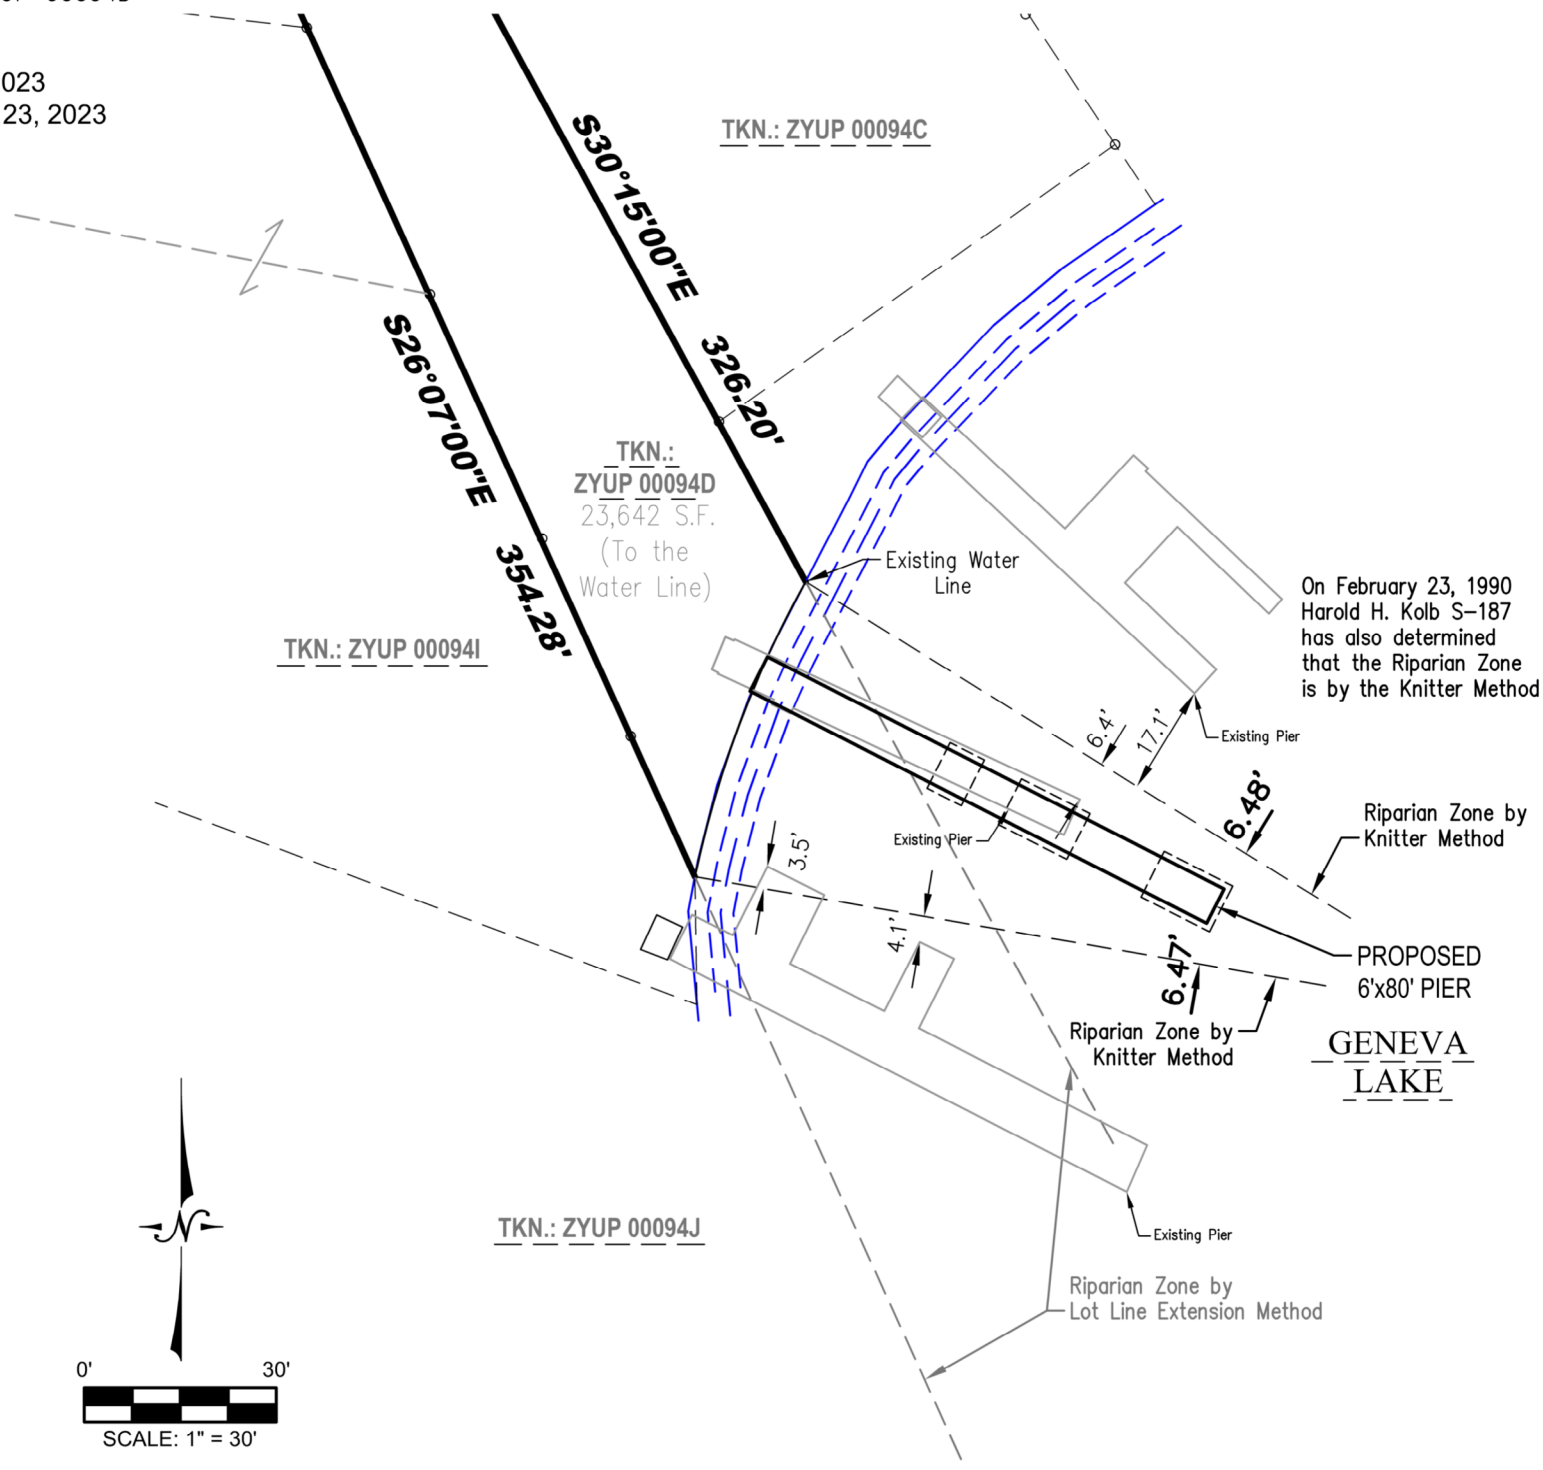 023
23, 2023
TKN.: ZYUP 00094C
S30°15'00"E 326.20'
S26°07'00"E 354.28'
TKN.:
ZYUP 00094D
23,642 S.F.
(To the
Water Line)
Existing Water
Line
On February 23, 1990
Harold H. Kolb S-187
has also determined
that the Riparian Zone
is by the Knitter Method
TKN.: ZYUP 00094I
6.4'
17.1'
Existing Pier
6.48'
Riparian Zone by
Knitter Method
Existing Pier
3.5'
4.1'
6.47'
PROPOSED
6'x80' PIER
Riparian Zone by
Knitter Method
GENEVA
LAKE
N
TKN.: ZYUP 00094J
Existing Pier
Riparian Zone by
Lot Line Extension Method
0' 30'
SCALE: 1" = 30'